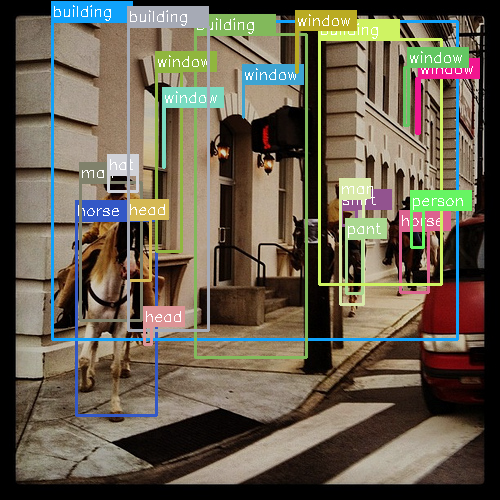 building
building
building
window
building
window
window
window
window
window
man
hat
man
shirt
person
horse
head
horse
pant
head